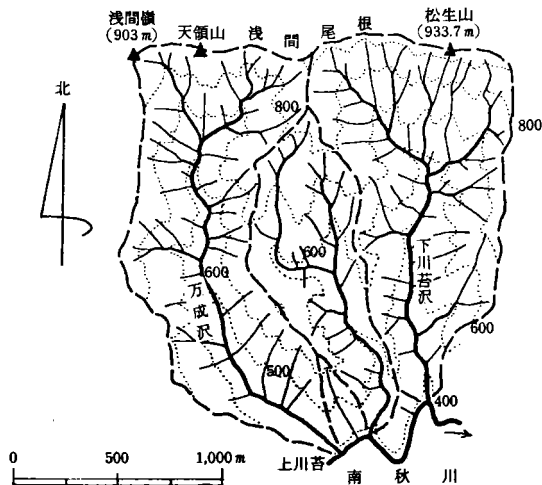 浅間嶺
(903 m)
天領山
浅間尾根
松生山
(933.7 m)
北
800
800
600
600
万成沢
下川苔沢
600
500
400
上川苔
南秋川
0 500 1,000 m